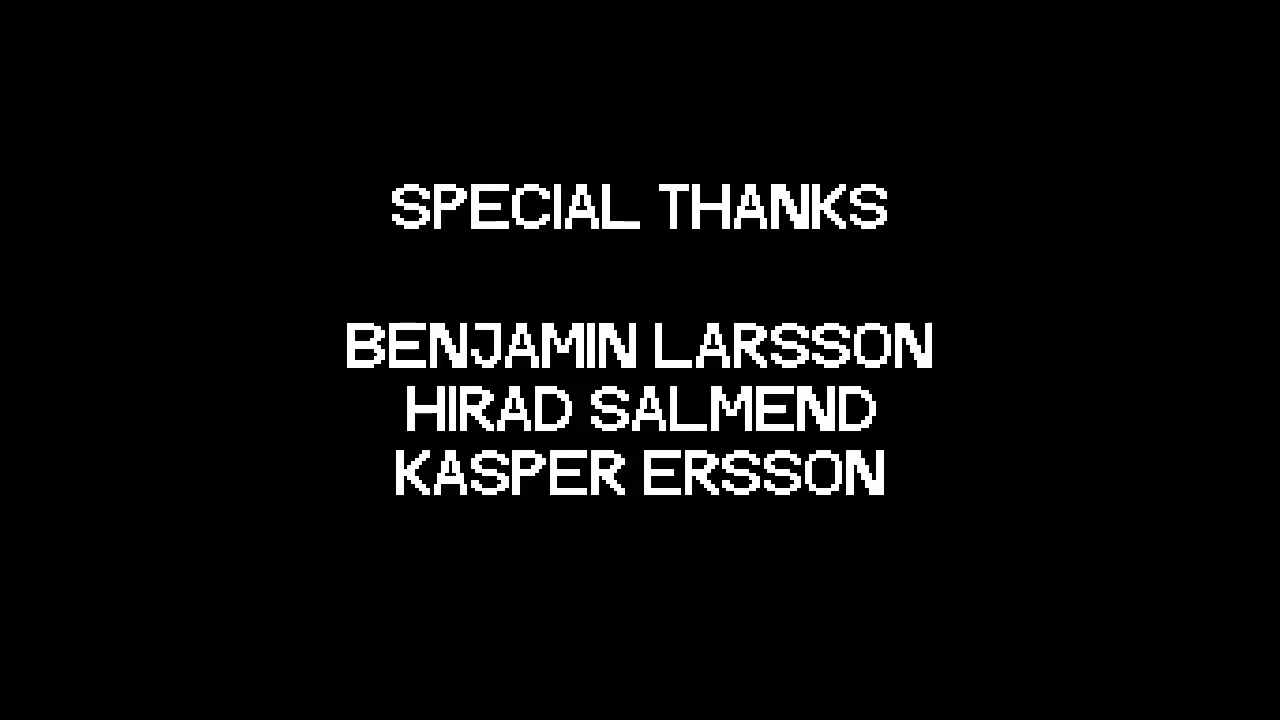 SPECIAL THANKS
BENJAMIN LARSSON
HIRAD SALMEND
KASPER ERSSON